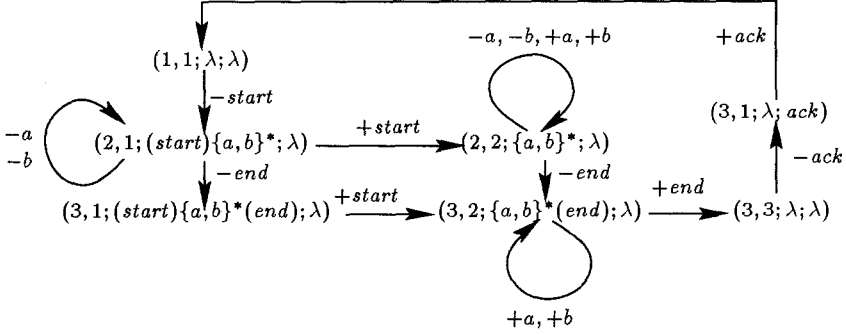 +ack
−a, −b, +a, +b
(1, 1; λ; λ)
−start
(3, 1; λ; ack)
−a
−b
(2, 1; (start){a, b}*; λ)
+start
(2, 2; {a, b}*; λ)
−end
−end
−ack
(3, 1; (start){a, b}*(end); λ)
+start
(3, 2; {a, b}*(end); λ)
+end
(3, 3; λ; λ)
+a, +b